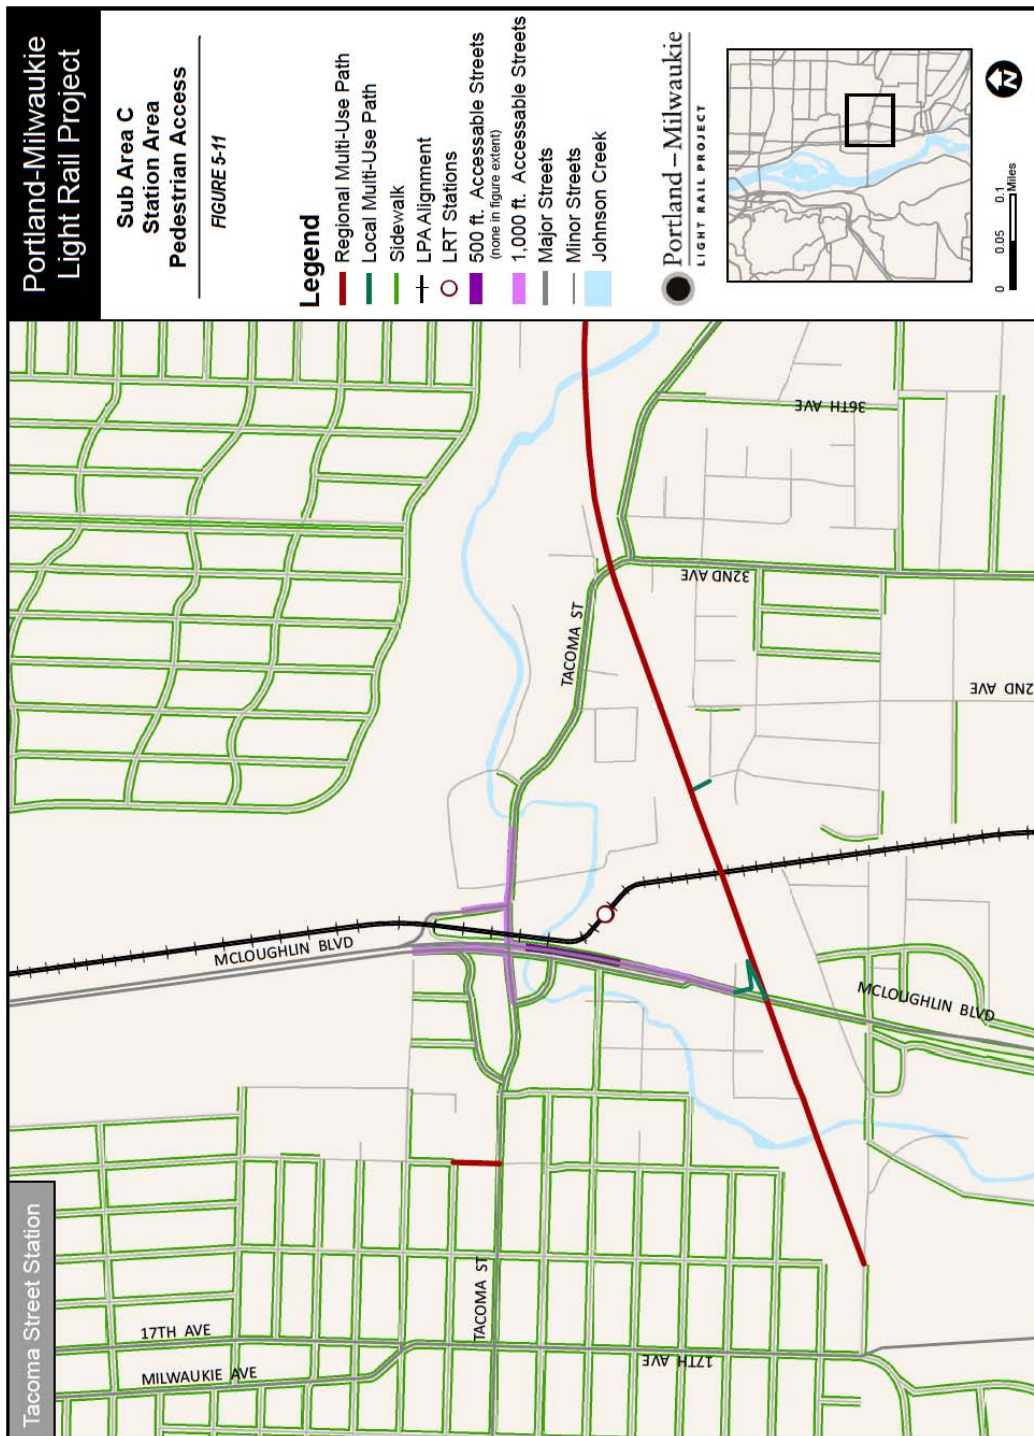 Portland-Milwaukie
Light Rail Project
Sub Area C
Station Area
Pedestrian Access
FIGURE 5-11
Legend
Regional Multi-Use Path
Local Multi-Use Path
Sidewalk
LPA Alignment
LRT Stations
500 ft. Accessable Streets
(none in figure extent)
1,000 ft. Accessable Streets
Major Streets
Minor Streets
Johnson Creek
Portland – Milwaukie
LIGHT RAIL PROJECT
N
0 0.05 0.1
Miles
Tacoma Street Station
MCLOUGHLIN BLVD
TACOMA ST
32ND AVE
36TH AVE
2ND AVE
MCLOUGHLIN BLVD
17TH AVE
MILWAUKIE AVE
TACOMA ST
17TH AVE